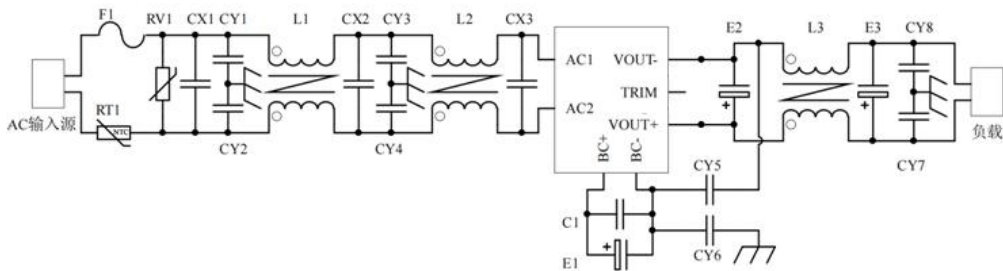 F1
RV1 CX1 CY1 L1 CX2 CY3 L2 CX3
E2 L3 E3 CY8
AC1 VOUT-
TRIM
AC2
VOUT+
RT1
NTC
AC输入源
负载
CY2 CY4
BC+ BC-
CY5
CY7
C1
CY6
E1